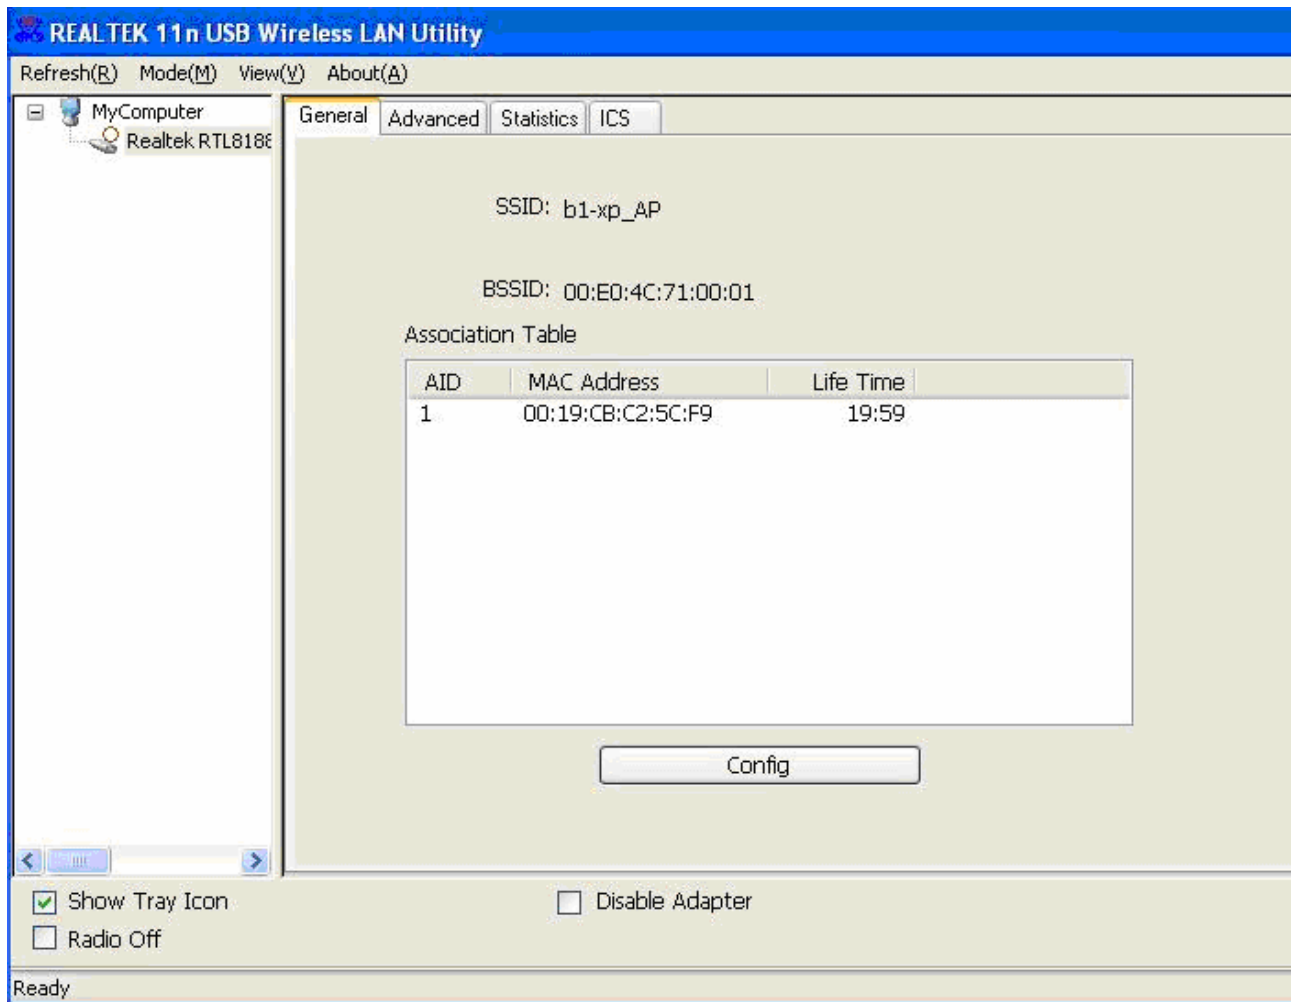 REALTEK 11n USB Wireless LAN Utility
Refresh(R) Mode(M) View(V) About(A)
MyComputer
Realtek RTL8188
General Advanced Statistics ICS
SSID: b1-xp_AP
BSSID: 00:E0:4C:71:00:01
Association Table
AID MAC Address Life Time
1 00:19:CB:C2:5C:F9 19:59
Config
Show Tray Icon Disable Adapter
Radio Off
Ready